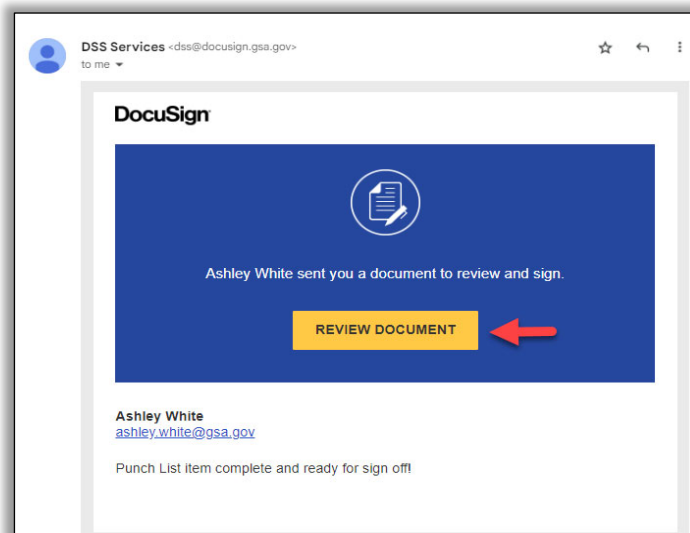 DSS Services <dss@docusign.gsa.gov>
to me
DocuSign
Ashley White sent you a document to review and sign.
REVIEW DOCUMENT
Ashley White
ashley.white@gsa.gov
Punch List item complete and ready for sign off!